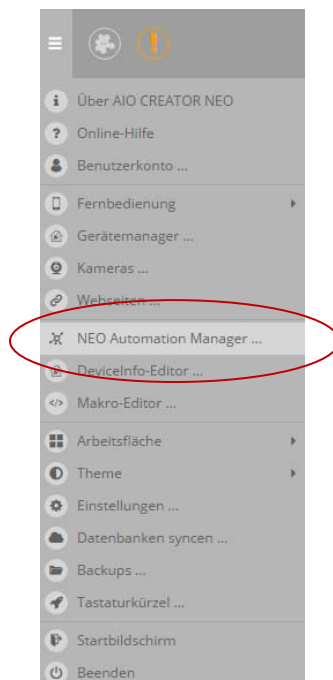 Über AIO CREATOR NEO
Online-Hilfe
Benutzerkonto ...
Fernbedienung
Gerätemanager ...
Kameras ...
Webseiten ...
NEO Automation Manager ...
DeviceInfo-Editor ...
Makro-Editor ...
Arbeitsfläche
Theme
Einstellungen ...
Datenbanken syncen ...
Backups ...
Tastaturkürzel ...
Startbildschirm
Beenden